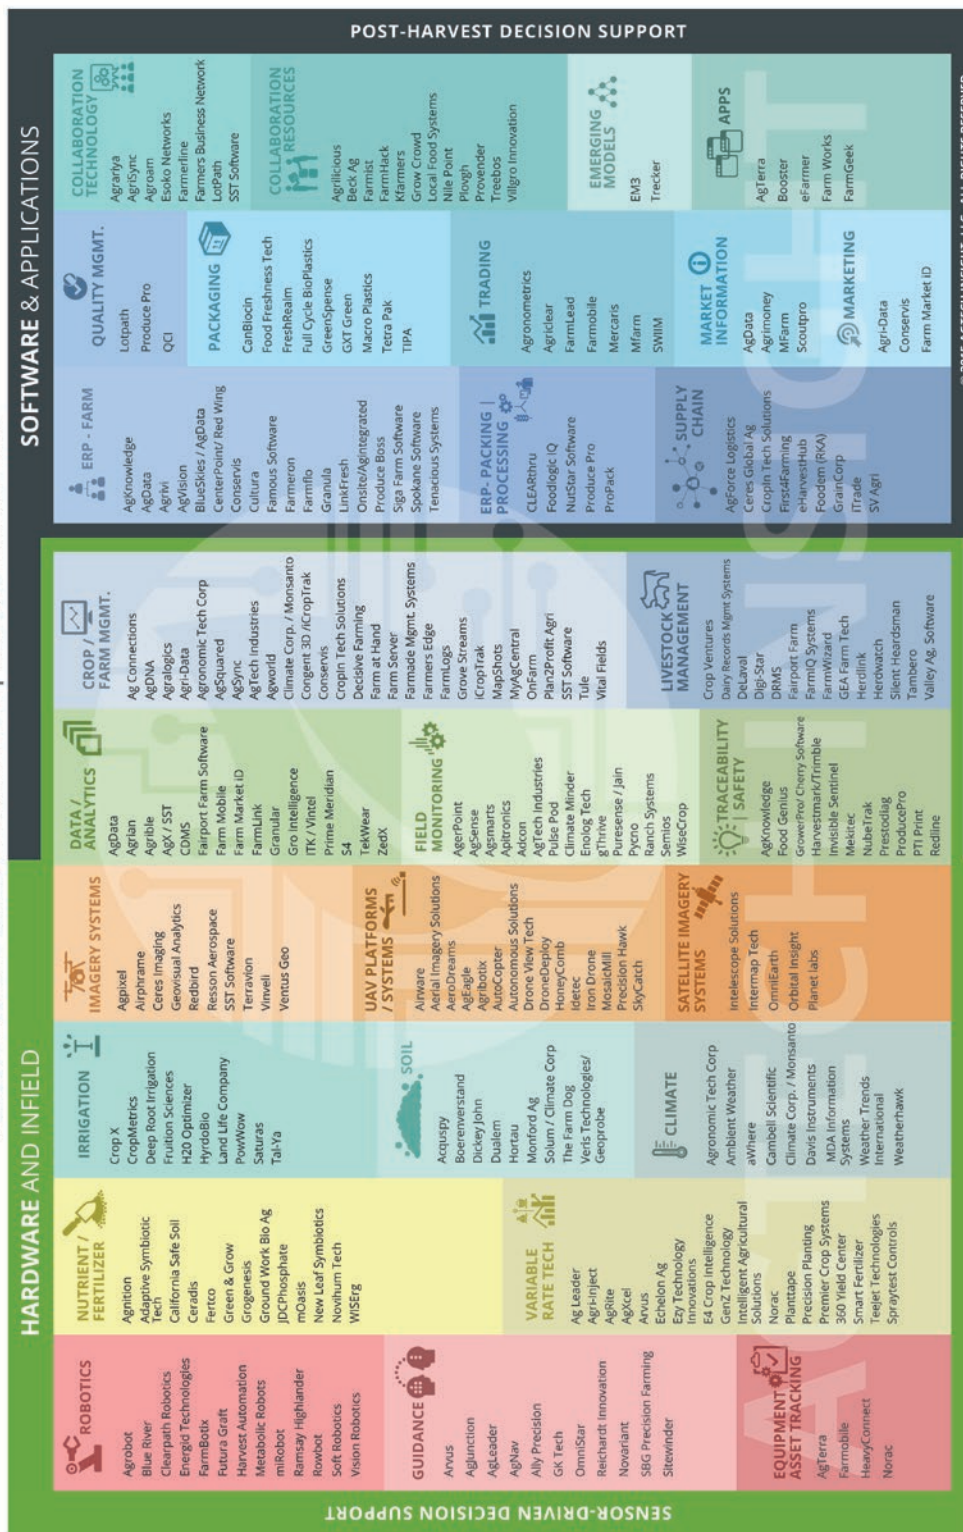 HARDWARE AND INFIELD
SOFTWARE & APPLICATIONS
SENSOR-DRIVEN DECISION SUPPORT
ROBOTICS
Agrobot
Blue River
Clearpath Robotics
Energid Technologies
FarmBotix
Futura Graft
Harvest Automation
Metabolic Robots
miRobot
Ramsay Highlander
Rowbot
Soft Robotics
Vision Robotics
GUIDANCE
Arvus
AgJunction
AgLeader
AgNav
Ally Precision
GK Tech
OmniStar
Reichardt Innovation
Novariant
SBG Precision Farming
Sitewinder
EQUIPMENT
ASSET TRACKING
AgTerra
Farmobile
HeavyConnect
Norac
NUTRIENT /
FERTILIZER
Agnition
Adaptive Symbiotic
Tech
California Safe Soil
Ceradis
Fertco
Green & Grow
Grogenesis
Ground Work Bio Ag
JDCPhosphate
mOasis
New Leaf Symbiotics
Novihum Tech
WISErg
VARIABLE
RATE TECH
Ag Leader
Agri-Inject
AgRite
AgXcel
Arvus
Echelon Ag
Ezy Technology
Innovations
E4 Crop Intelligence
GenZ Technology
Intelligent Agricultural
Solutions
Norac
Planttape
Precision Planting
Premier Crop Systems
360 Yield Center
Smart Fertilizer
TeeJet Technologies
Spraytest Controls
IRRIGATION
Crop X
CropMetrics
Deep Root Irrigation
Fruition Sciences
H20 Optimizer
HyrdoBio
Land Life Company
PowWow
Saturas
Tal-Ya
SOIL
Acquspy
Boerenverstand
Dickey John
Dualem
Hortau
Monford Ag
Solum / Climate Corp
The Farm Dog
Veris Technologies/
Geoprobe
CLIMATE
Agronomic Tech Corp
Ambient Weather
aWhere
Cambell Scientific
Climate Corp. / Monsanto
Davis Instruments
MDA Information
Systems
Weather Trends
International
Weatherhawk
IMAGERY SYSTEMS
Agpixel
Airphrame
Ceres Imaging
Geovisual Analytics
Redbird
Resson Aerospace
SST Software
Terravion
Vinveli
Ventus Geo
UAV PLATFORMS
/ SYSTEMS
Airware
Aerial Imagery Solutions
AeroDreams
AgEagle
Agribotix
AutoCopter
Autonomous Solutions
Drone View Tech
DroneDeploy
HoneyComb
Idetec
Iron Drone
MosaicMill
Precision Hawk
SkyCatch
SATELLITE IMAGERY
SYSTEMS
Intelescope Solutions
Intermap Tech
OmniEarth
Orbital Insight
Planet labs
DATA /
ANALYTICS
AgData
Agrian
Agrible
AgX / SST
CDMS
Fairport Farm Software
Farm Mobile
Farm Market iD
FarmLink
Granular
Gro Intelligence
ITK / Vintel
Prime Meridian
S4
TekWear
ZedX
FIELD
MONITORING
AgerPoint
AgSense
Agsmarts
Aptronics
Adcon
AgTech Industries
Pulse Pod
Climate Minder
Enolog Tech
gThrive
Puresense / Jain
Pycno
Ranch Systems
Semios
WiseCrop
TRACEABILITY
| SAFETY
AgKnowledge
Food Genius
GrowerPro/ Cherry Software
Harvestmark/Trimble
Invisible Sentinel
Mekitec
NubeTrak
Prestodiag
ProducePro
PTI Print
Redline
CROP /
FARM MGMT.
Ag Connections
AgDNA
Agralogics
Agri-Data
Agronomic Tech Corp
AgSquared
AgSync
AgTech Industries
Agworld
Climate Corp. / Monsanto
Congent 3D /iCropTrak
Conservis
CropIn Tech Solutions
Decisive Farming
Farm at Hand
Farm Server
Farmade Mgmt. Systems
Farmers Edge
FarmLogs
Grove Streams
iCropTrak
MapShots
MyAgCentral
OnFarm
Plan2Profit Agri
SST Software
Tule
Vital Fields
LIVESTOCK
MANAGEMENT
Crop Ventures
Dairy Records Mgmt Systems
DeLaval
Digi-Star
DRMS
Fairport Farm
FarmIQ Systems
FarmWizard
GEA Farm Tech
Herdlink
Herdwatch
Silent Heardsman
Tambero
Valley Ag. Software
ERP - FARM
AgKnowledge
AgData
Agrivi
AgVision
BlueSkies / AgData
CenterPoint/ Red Wing
Conservis
Cultura
Famous Software
Farmeron
Farmflo
Granula
LinkFresh
Onsite/Agintegrated
Produce Boss
Siga Farm Software
Spokane Software
Tenacious Systems
ERP- PACKING |
PROCESSING
CLEARthru
Foodlogic IQ
NutStar Software
Produce Pro
ProPack
SUPPLY
CHAIN
AgForce Logistics
Ceres Global Ag
CropIn Tech Solutions
First4Farming
eHarvestHub
Foodem (RKA)
GrainCorp
iTrade
SV Agri
QUALITY MGMT.
Lotpath
Produce Pro
QCI
PACKAGING
CanBiocin
Food Freshness Tech
FreshRealm
Full Cycle BioPlastics
GreenSpense
GXT Green
Macro Plastics
Tetra Pak
TIPA
TRADING
Agronometrics
Agriclear
FarmLead
Farmobile
Mercaris
Mfarm
SWIIM
MARKET
INFORMATION
AgData
Agrimoney
MFarm
Scoutpro
MARKETING
Agri-Data
Conservis
Farm Market iD
COLLABORATION
TECHNOLOGY
Agrariya
AgriSync
Agroam
Esoko Networks
Farmerline
Farmers Business Network
LotPath
SST Software
COLLABORATION
RESOURCES
Agrilicious
Beck Ag
Farmist
FarmHack
Kfarmers
Grow Crowd
Local Food Systems
Nile Point
Plovgh
Provender
Treebos
Villgro Innovation
EMERGING
MODELS
EM3
Trecker
APPS
AgTerra
Booster
eFarmer
Farm Works
FarmGeek
POST-HARVEST DECISION SUPPORT
AGTECH INSIGHT